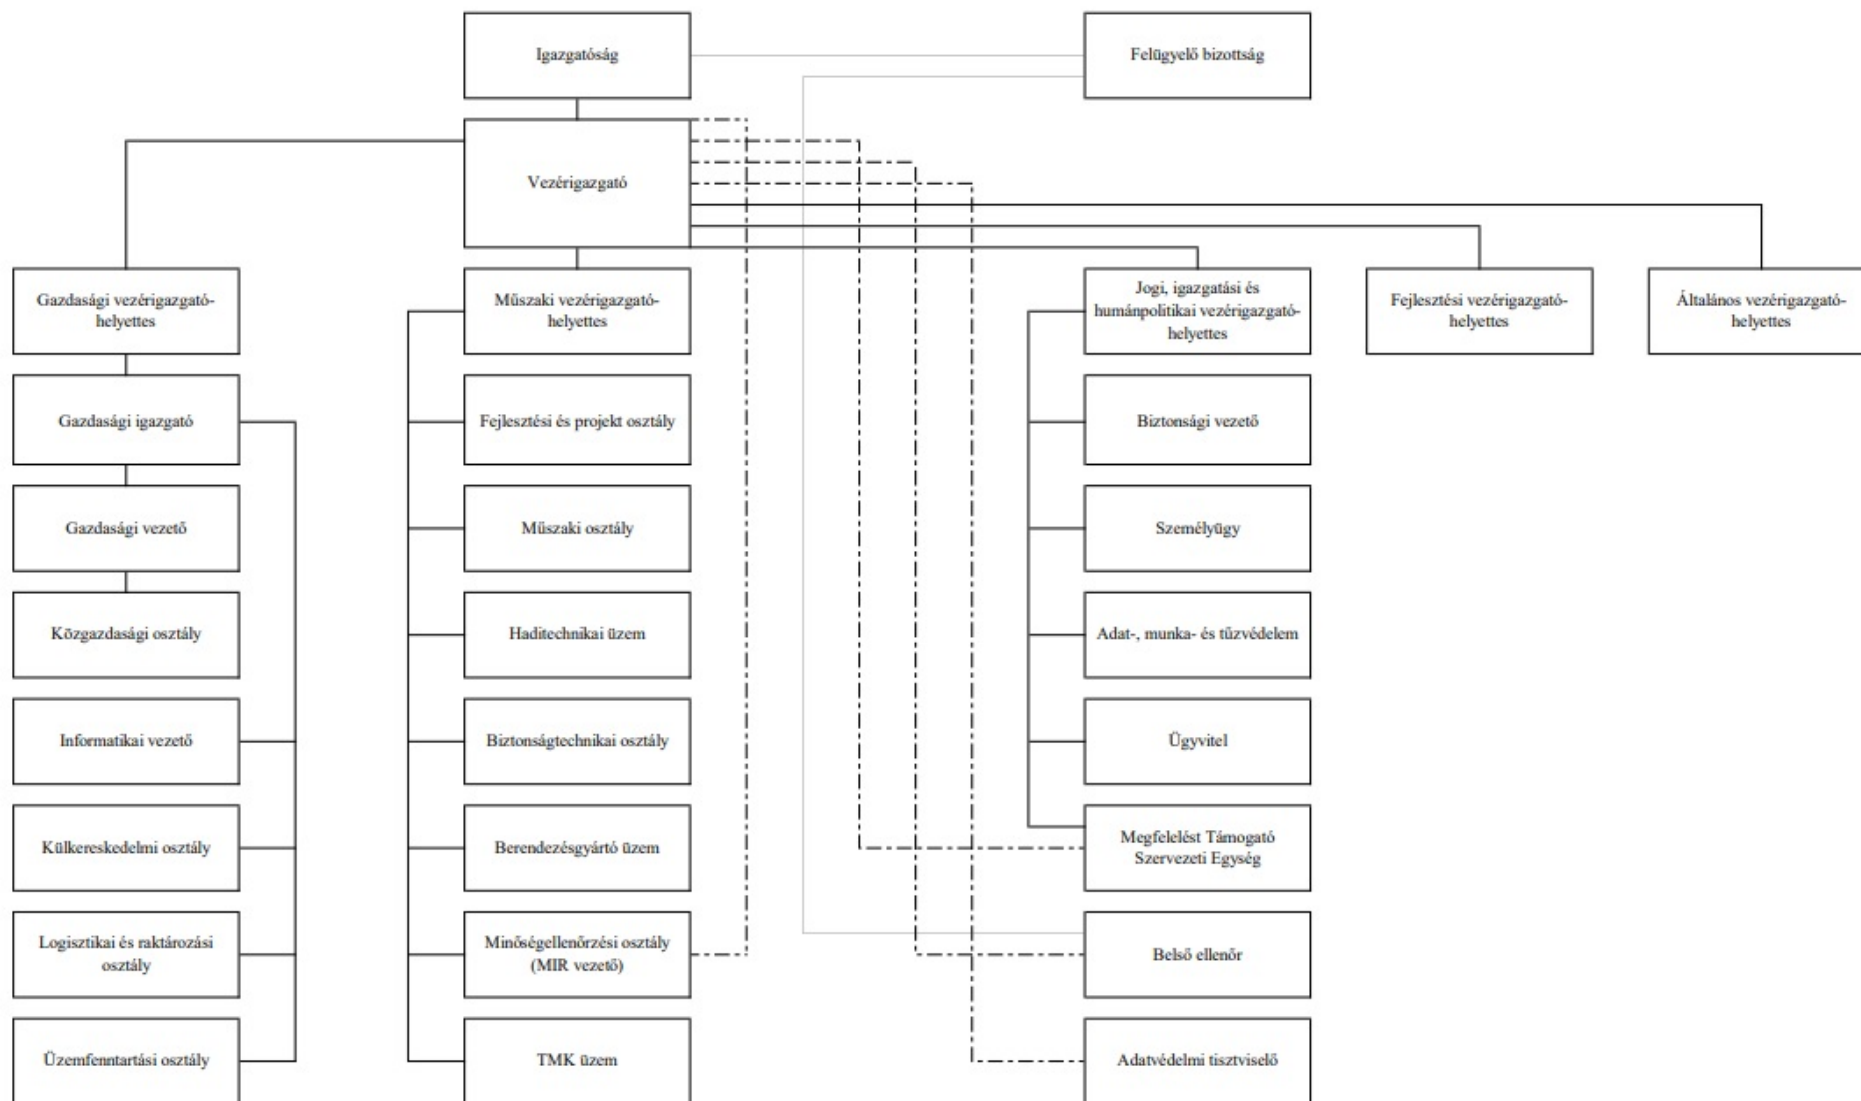 Igazgatóság
Felügyelő bizottság
Vezérigazgató
Gazdasági vezérigazgató-
helyettes
Műszaki vezérigazgató-
helyettes
Jogi, igazgatási és
humánpolitikai vezérigazgató-
helyettes
Fejlesztési vezérigazgató-
helyettes
Általános vezérigazgató-
helyettes
Gazdasági igazgató
Fejlesztési és projekt osztály
Biztonsági vezető
Gazdasági vezető
Műszaki osztály
Személyügy
Közgazdasági osztály
Haditechnikai üzem
Adat-, munka- és tűzvédelem
Informatikai vezető
Biztonságtechnikai osztály
Ügyvitel
Külkereskedelmi osztály
Berendezésgyártó üzem
Megfelelést Támogató
Szervezeti Egység
Logisztikai és raktározási
osztály
Minőségellenőrzési osztály
(MIR vezető)
Belső ellenőr
Üzemfenntartási osztály
TMK üzem
Adatvédelmi tisztviselő